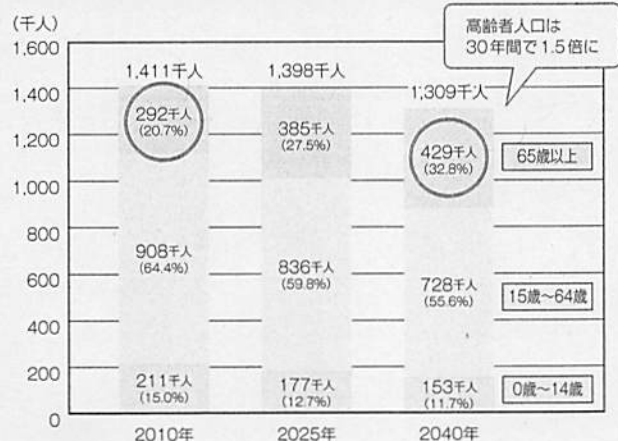 (千人)
高齢者人口は
30年間で1.5倍に
1,600
1,400
1,200
1,000
800
600
400
200
0
1,411千人
292千人
(20.7%)
908千人
(64.4%)
211千人
(15.0%)
2010年
1,398千人
385千人
(27.5%)
836千人
(59.8%)
177千人
(12.7%)
2025年
1,309千人
429千人
(32.8%)
728千人
(55.6%)
153千人
(11.7%)
2040年
65歳以上
15歳～64歳
0歳～14歳